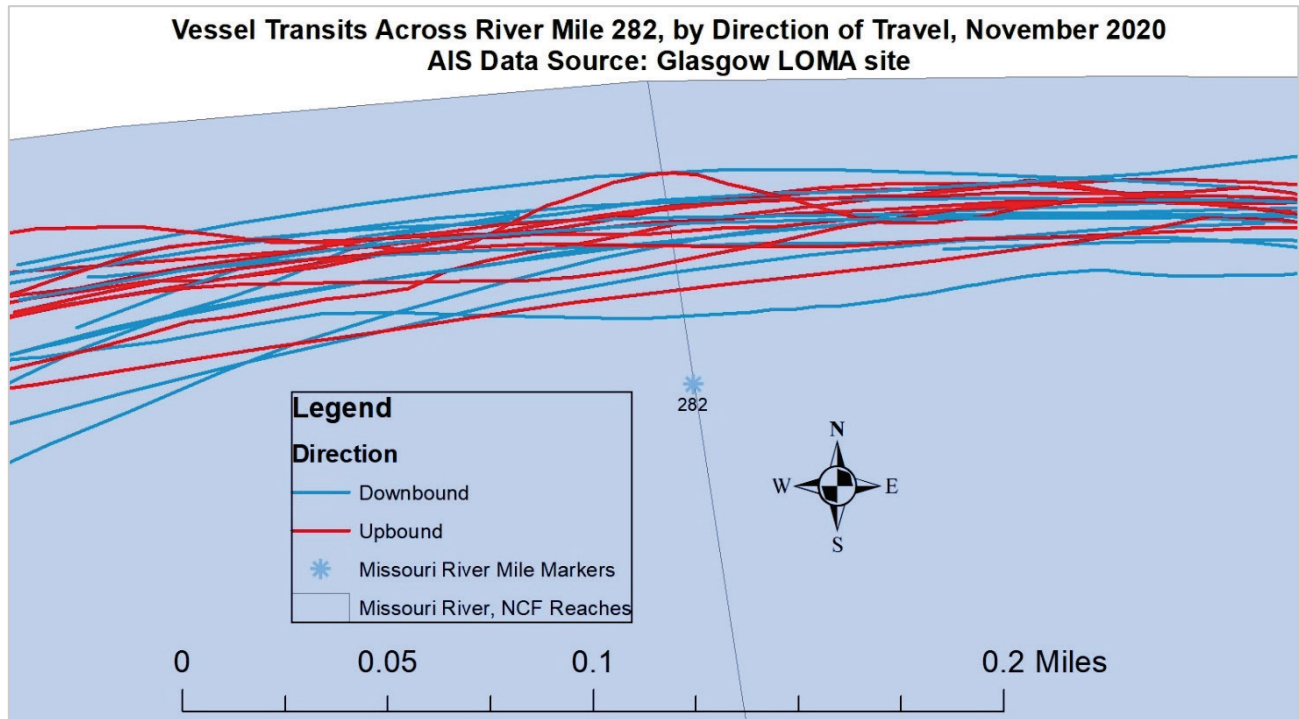 Vessel Transits Across River Mile 282, by Direction of Travel, November 2020
AIS Data Source: Glasgow LOMA site
282
Legend
Direction
Downbound
Upbound
Missouri River Mile Markers
Missouri River, NCF Reaches
N
W E
S
0 0.05 0.1 0.2 Miles